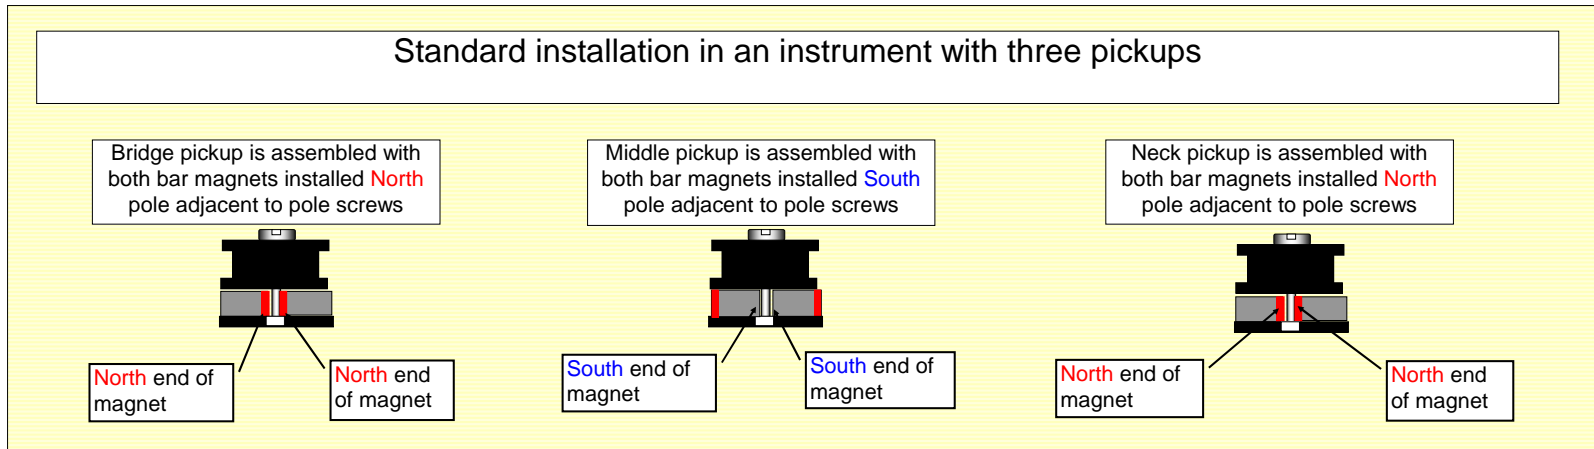 Standard installation in an instrument with three pickups
Bridge pickup is assembled with
both bar magnets installed North
pole adjacent to pole screws
Middle pickup is assembled with
both bar magnets installed South
pole adjacent to pole screws
Neck pickup is assembled with
both bar magnets installed North
pole adjacent to pole screws
North end of
magnet
North end
of magnet
South end of
magnet
South end of
magnet
North end of
magnet
North end
of magnet